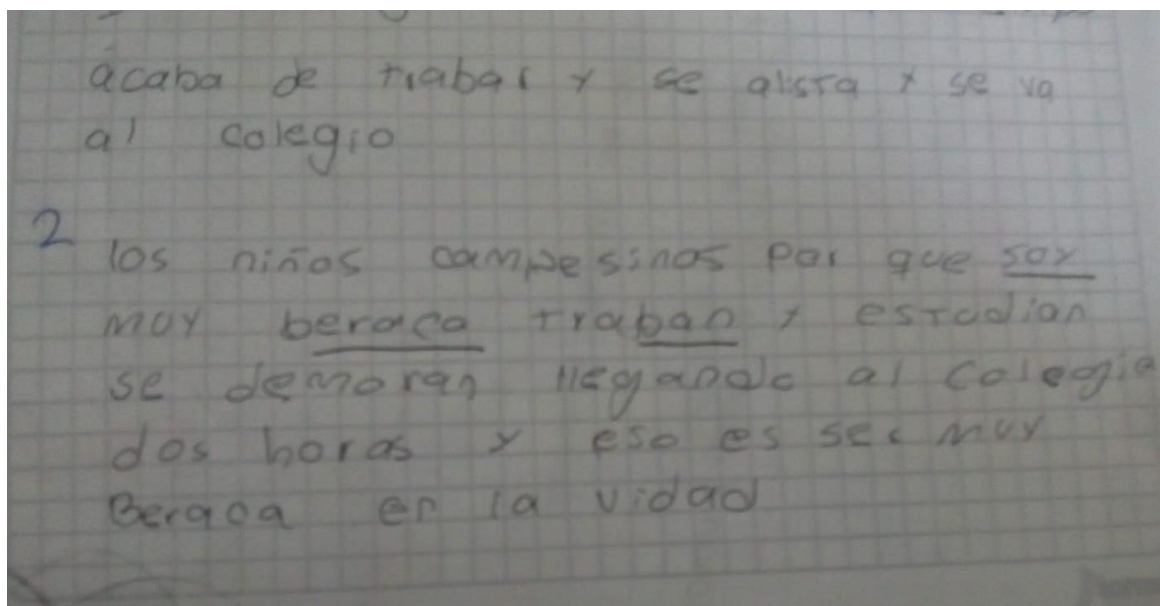 acaba de trabar y se alista y se va
al colegio
2 los niños campesinos por que soy
muy beraca traban y estudian
se demoran llegando al colegio
dos horas y eso es ser muy
Beraca en la vidad